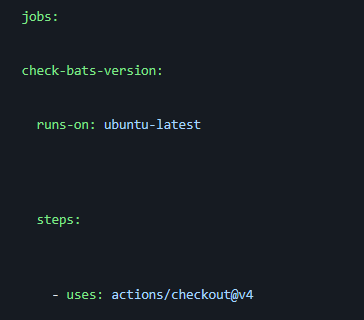 jobs:
check-bats-version:
runs-on: ubuntu-latest
steps:
- uses: actions/checkout@v4